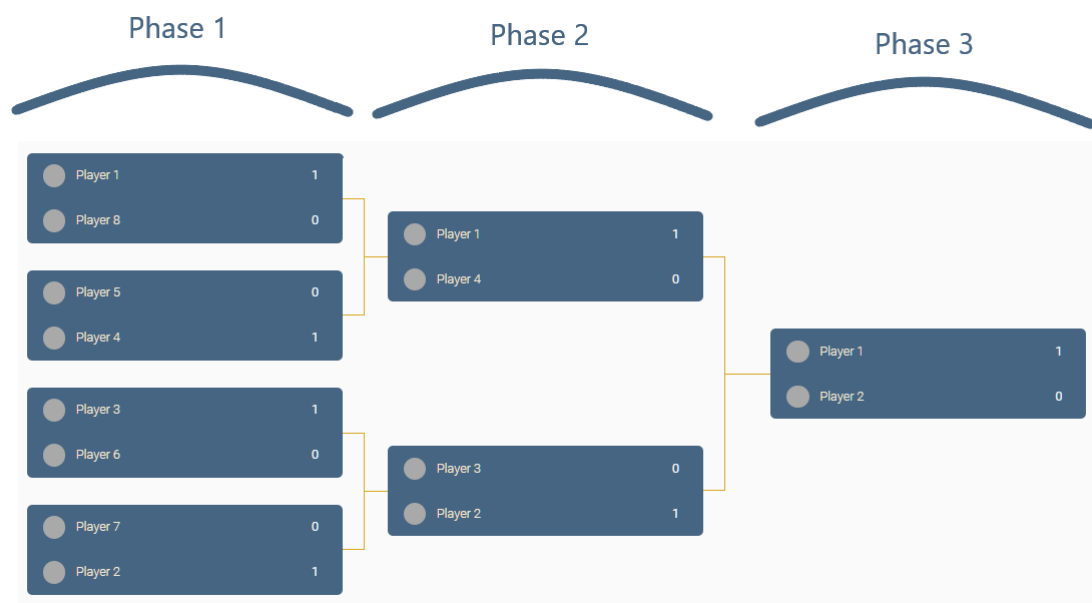 Phase 1
Phase 2
Phase 3
Player 1 1
Player 8 0
Player 5 0
Player 4 1
Player 3 1
Player 6 0
Player 7 0
Player 2 1
Player 1 1
Player 4 0
Player 3 0
Player 2 1
Player 1 1
Player 2 0